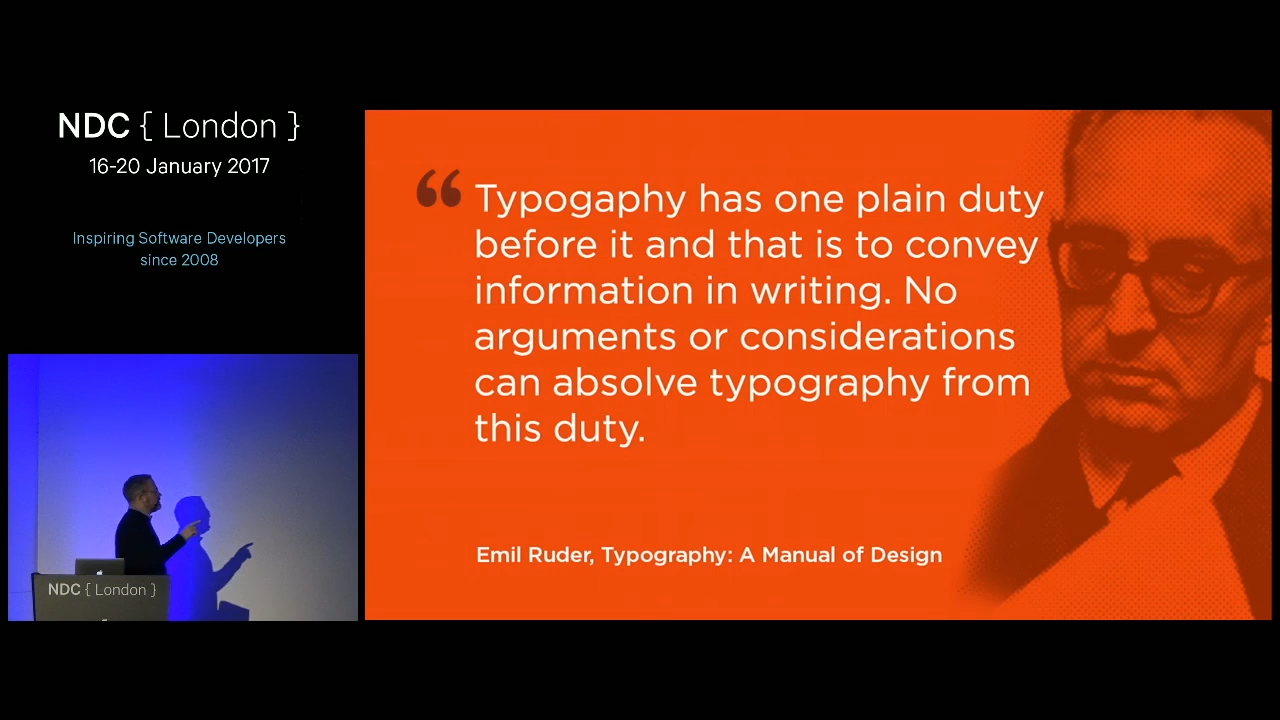 NDC { London }
16-20 January 2017
Inspiring Software Developers
since 2008
“ Typogaphy has one plain duty
before it and that is to convey
information in writing. No
arguments or considerations
can absolve typography from
this duty.
Emil Ruder, Typography: A Manual of Design
NDC { London }